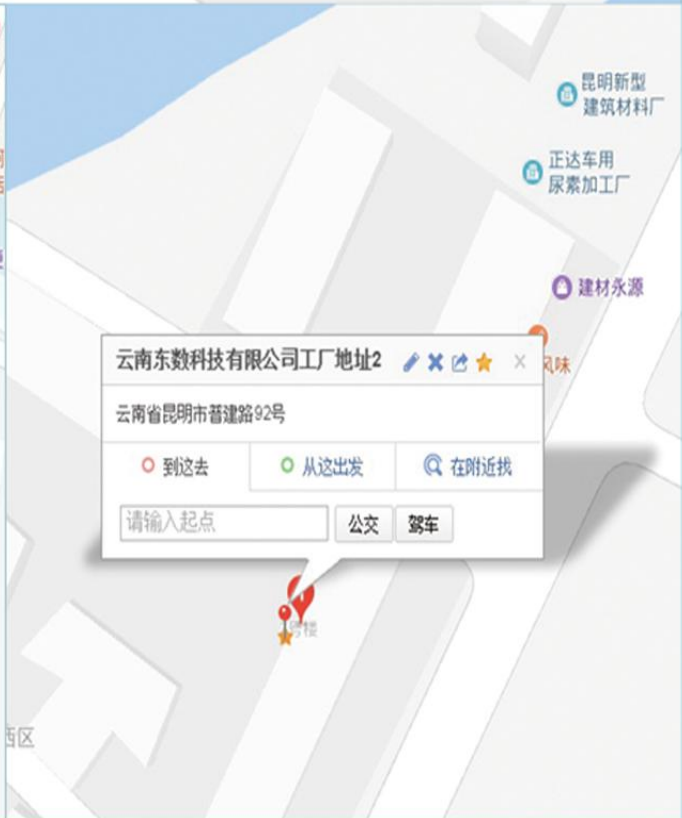 昆明新型
建筑材料厂
正达车用
尿素加工厂
建材永源
风味
云南东数科技有限公司工厂地址2
云南省昆明市普建路92号
到这去
从这出发
在附近找
请输入起点
公交
驾车
号楼
西区